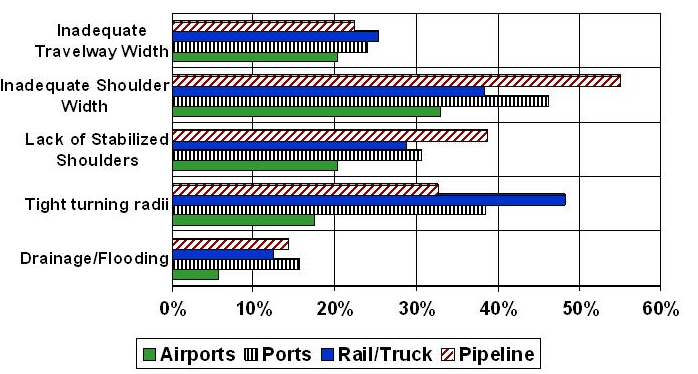 Inadequate
Travelway Width
Inadequate Shoulder
Width
Lack of Stabilized
Shoulders
Tight turning radii
Drainage/Flooding
0% 10% 20% 30% 40% 50% 60%
Airports Ports Rail/Truck Pipeline